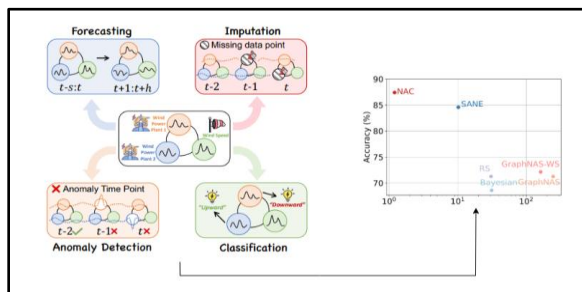 Forecasting
t-s:t
t+1:t+h
Imputation
Missing data point
t-2
t-1
t
Wind Power Plant 1
Wind Speed
Wind Power Plant 2
Anomaly Time Point
t-2
t-1
t
Anomaly Detection
"Upward"
"Downward"
Classification
Accuracy (%)
90
85
80
75
70
NAC
SANE
RS
GraphNAS-WS
Bayesian
GraphNAS
10⁰
10¹
10²